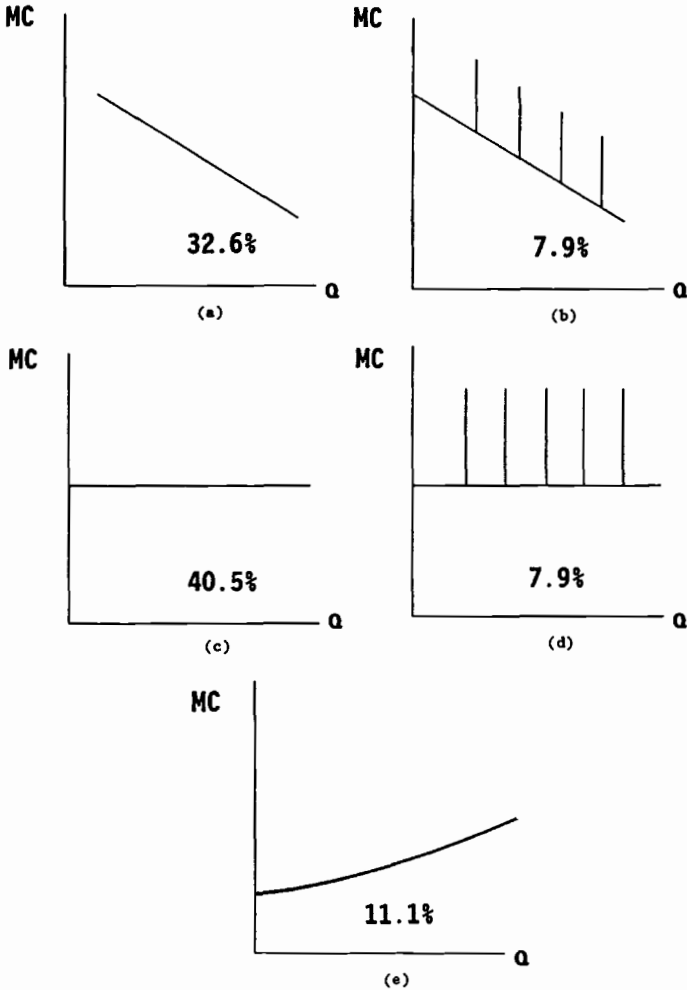 MC
32.6%
Q
(a)
MC
7.9%
Q
(b)
MC
40.5%
Q
(c)
MC
7.9%
Q
(d)
MC
11.1%
Q
(e)